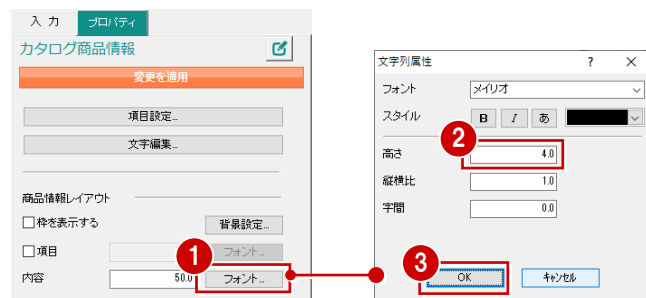 入 力 プロパティ
カタログ商品情報
変更を適用
項目設定...
文字編集...
商品情報レイアウト
枠を表示する 背景設定...
項目 フォント...
1
内容 50.0 フォント...
文字列属性 ? ×
フォント メイリオ
スタイル B I あ
2
高さ 4.0
縦横比 1.0
字間 0.0
3
OK キャンセル